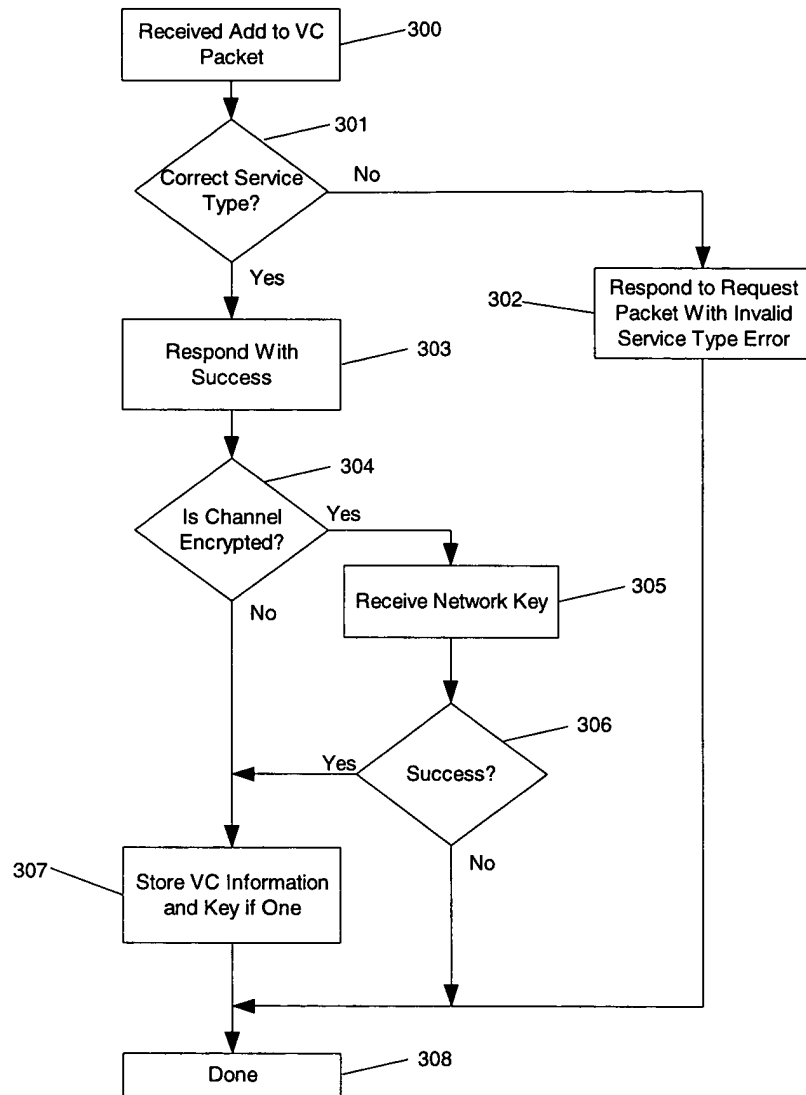 Received Add to VC
Packet
300
301
Correct Service
Type?
No
Yes
302
Respond to Request
Packet With Invalid
Service Type Error
Respond With
Success
303
304
Is Channel
Encrypted?
Yes
No
Receive Network Key
305
306
Success?
Yes
No
307
Store VC Information
and Key if One
Done
308